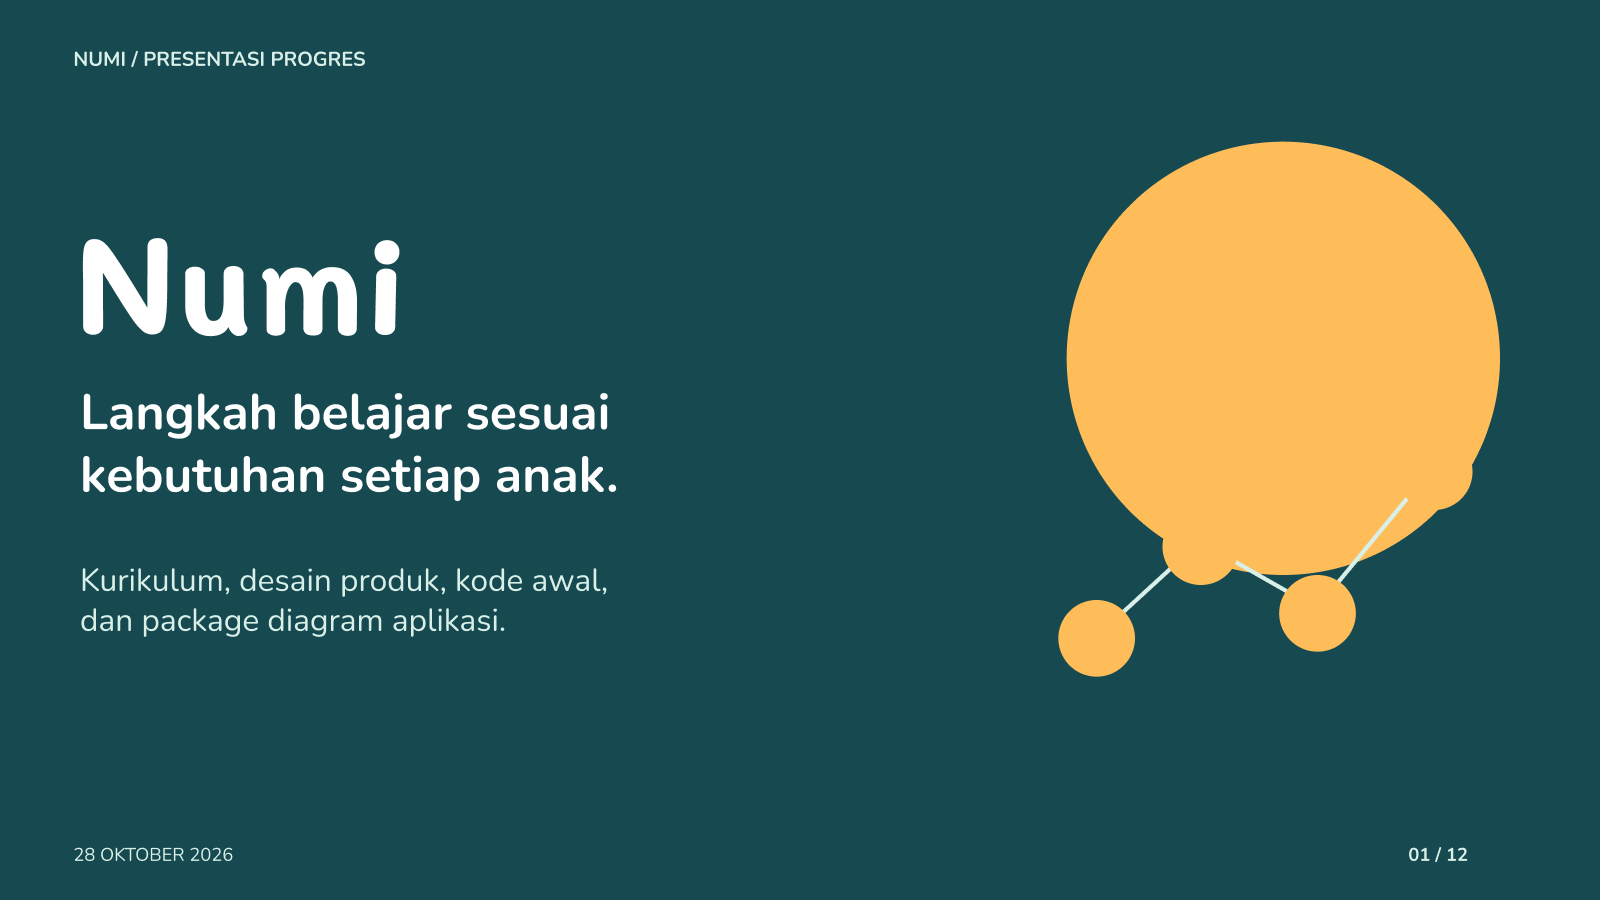 NUMI / PRESENTASI PROGRES
Numi
Langkah belajar sesuai
kebutuhan setiap anak.
Kurikulum, desain produk, kode awal,
dan package diagram aplikasi.
28 OKTOBER 2026
01 / 12